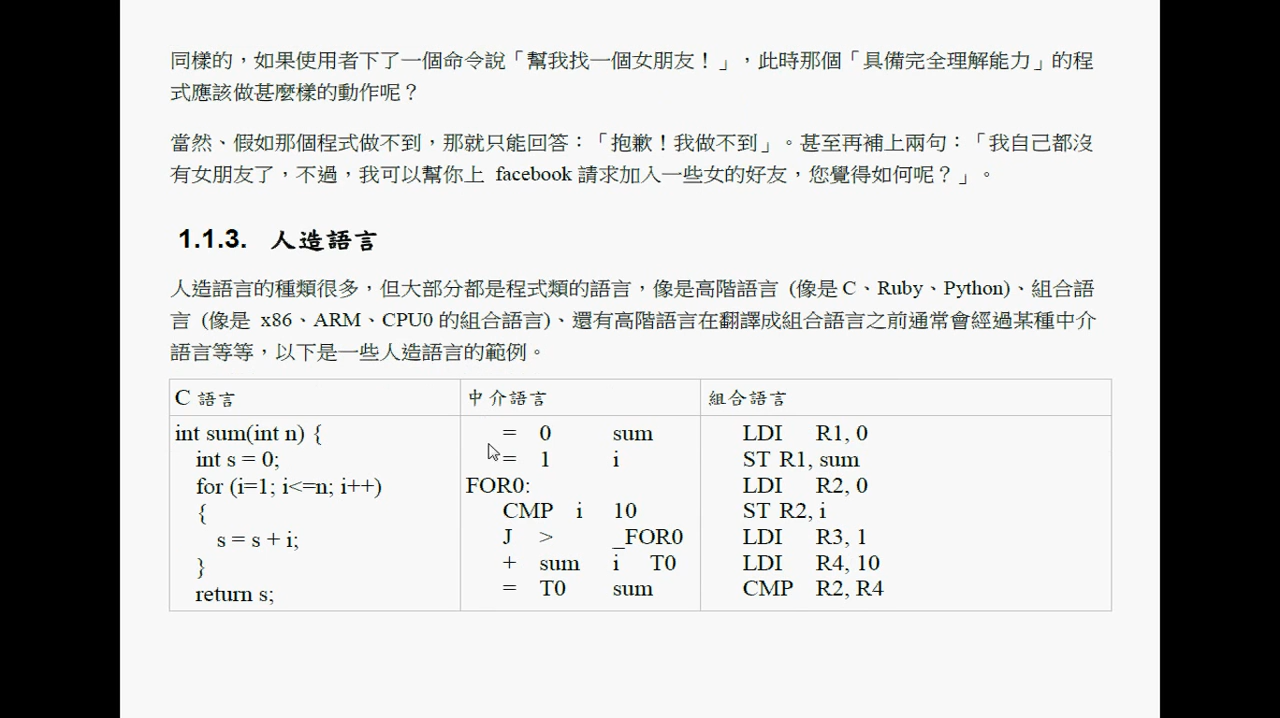 同樣的，如果使用者下了一個命令說「幫我找一個女朋友！」，此時那個「具備完全理解能力」的程
式應該做甚麼樣的動作呢？
當然、假如那個程式做不到，那就只能回答：「抱歉！我做不到」。甚至再補上兩句：「我自己都沒
有女朋友了，不過，我可以幫你上 facebook 請求加入一些女的好友，您覺得如何呢？」。
1.1.3. 人造語言
人造語言的種類很多，但大部分都是程式類的語言，像是高階語言 (像是 C、Ruby、Python)、組合語
言 (像是 x86、ARM、CPU0 的組合語言)、還有高階語言在翻譯成組合語言之前通常會經過某種中介
語言等等，以下是一些人造語言的範例。
C 語言 中介語言 組合語言
int sum(int n) {
int s = 0;
for (i=1; i<=n; i++)
{
s = s + i;
}
return s;
= 0 sum
= 1 i
FOR0:
CMP i 10
J > _FOR0
+ sum i T0
= T0 sum
LDI R1, 0
ST R1, sum
LDI R2, 0
ST R2, i
LDI R3, 1
LDI R4, 10
CMP R2, R4